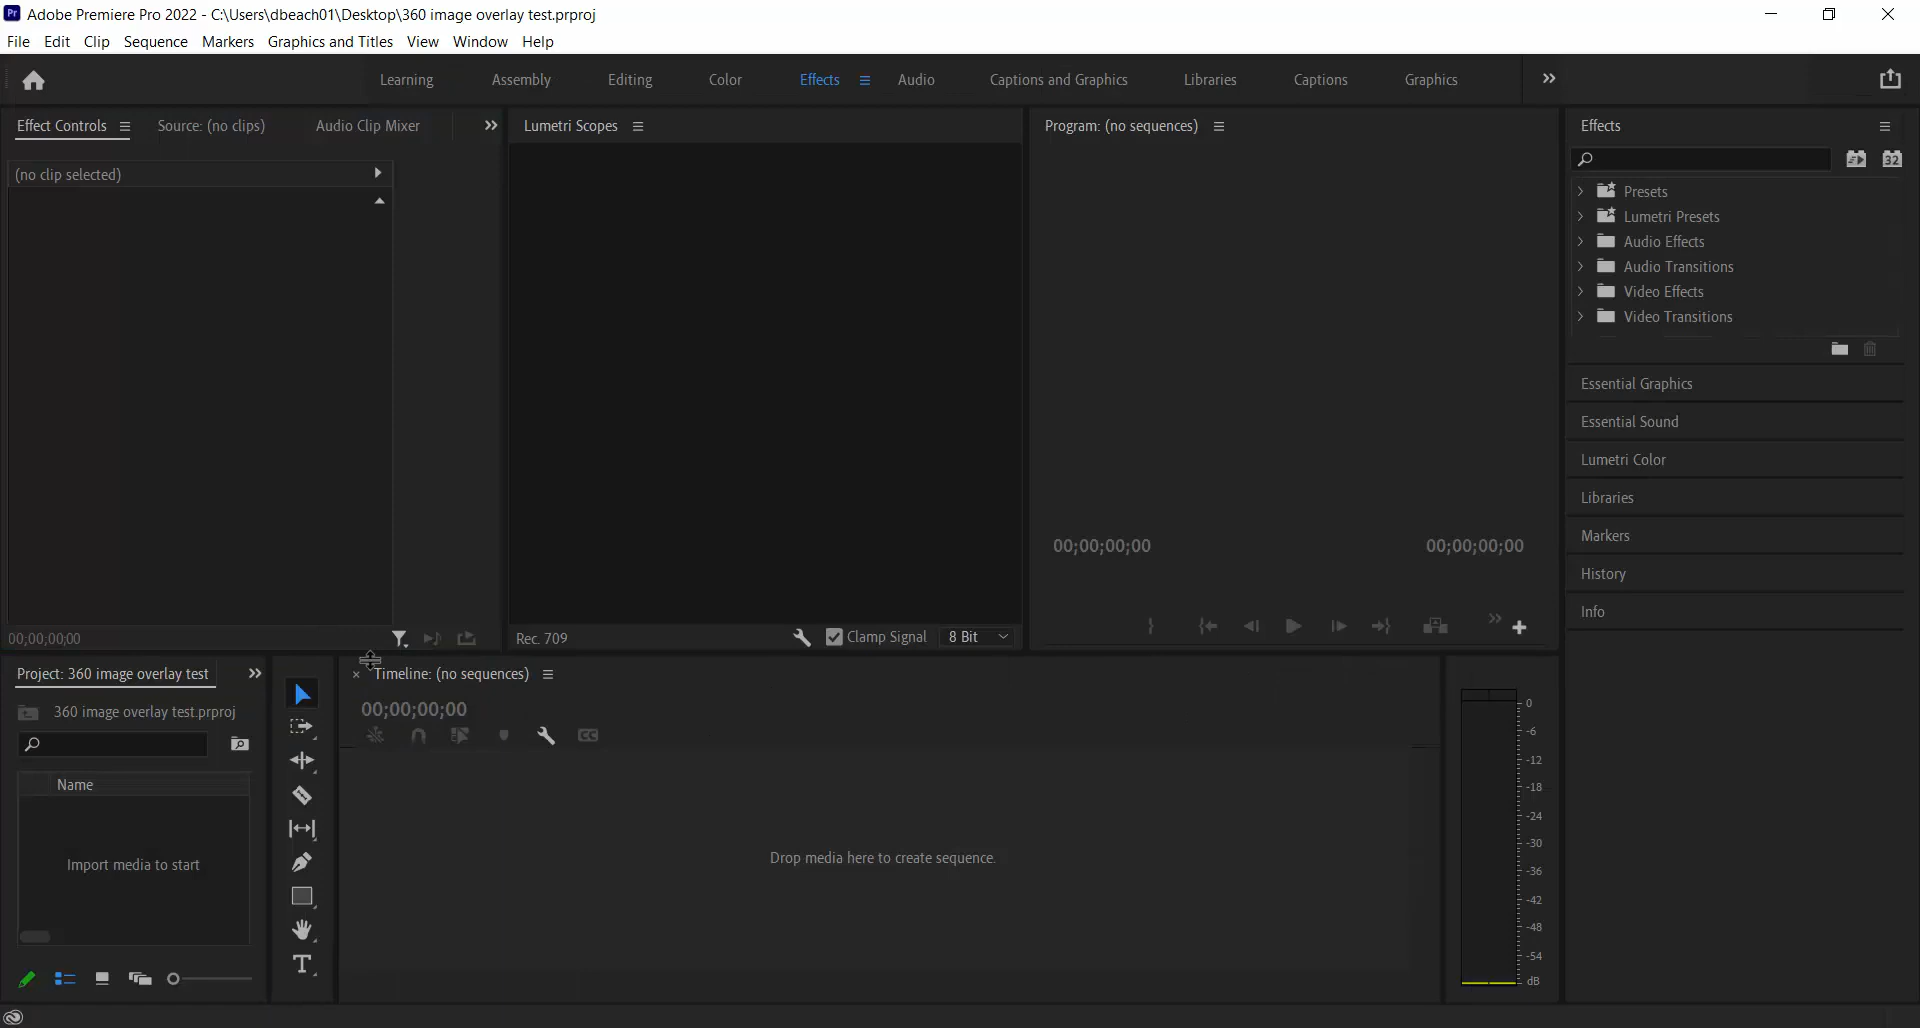 Pr Adobe Premiere Pro 2022 - C:\Users\dbeach01\Desktop\360 image overlay test.prproj
File Edit Clip Sequence Markers Graphics and Titles View Window Help
Learning Assembly Editing Color Effects Audio Captions and Graphics Libraries Captions Graphics
Effect Controls Source: (no clips) Audio Clip Mixer
(no clip selected)
00;00;00;00
Lumetri Scopes
Rec. 709 Clamp Signal 8 Bit
Program: (no sequences)
00;00;00;00 00;00;00;00
Effects
32
Presets
Lumetri Presets
Audio Effects
Audio Transitions
Video Effects
Video Transitions
Essential Graphics
Essential Sound
Lumetri Color
Libraries
Markers
History
Info
Project: 360 image overlay test
360 image overlay test.prproj
Name
Import media to start
T
× Timeline: (no sequences)
00;00;00;00
CC
Drop media here to create sequence.
0
-6
-12
-18
-24
-30
-36
-42
-48
-54
dB